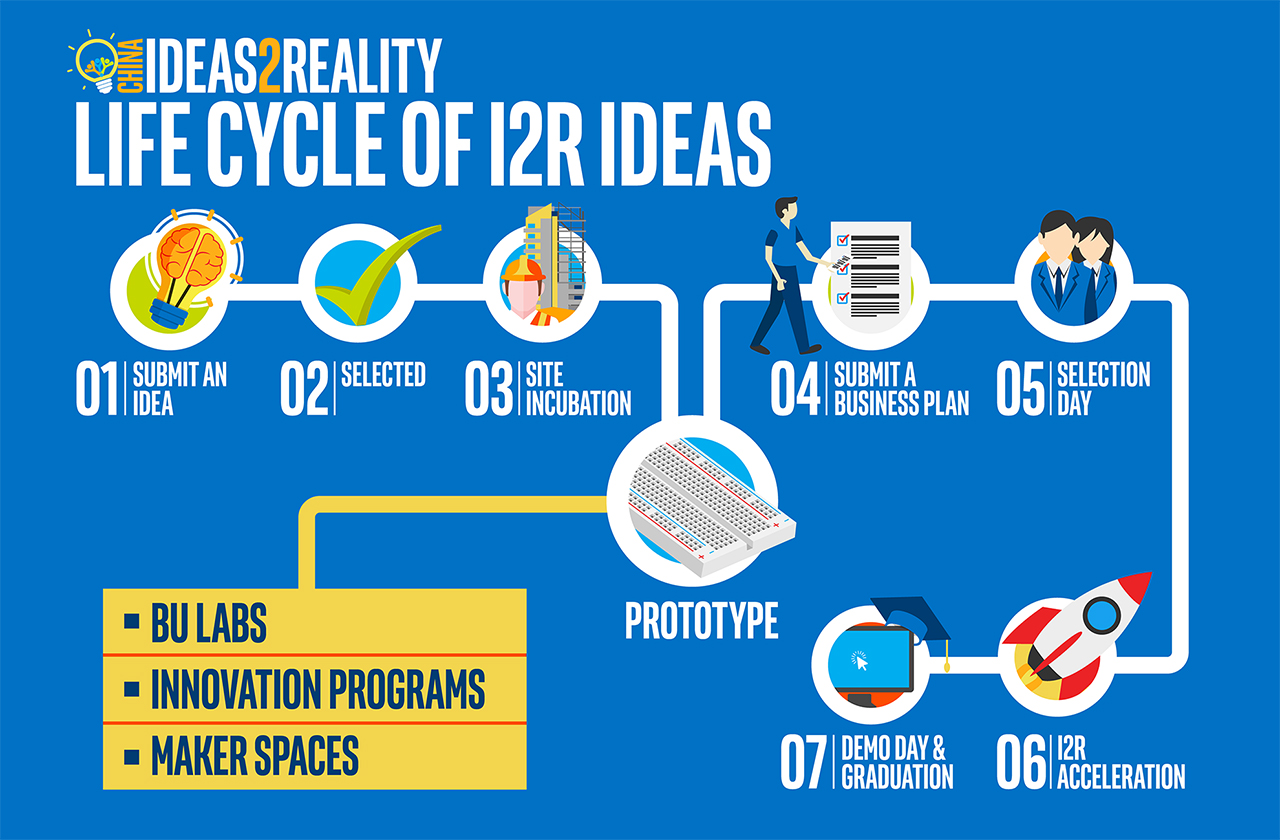 CHINA
IDEAS2REALITY
LIFE CYCLE OF I2R IDEAS
01 SUBMIT AN
IDEA
02 SELECTED
03 SITE
INCUBATION
04 SUBMIT A
BUSINESS PLAN
05 SELECTION
DAY
PROTOTYPE
BU LABS
INNOVATION PROGRAMS
MAKER SPACES
07 DEMO DAY &
GRADUATION
06 I2R
ACCELERATION